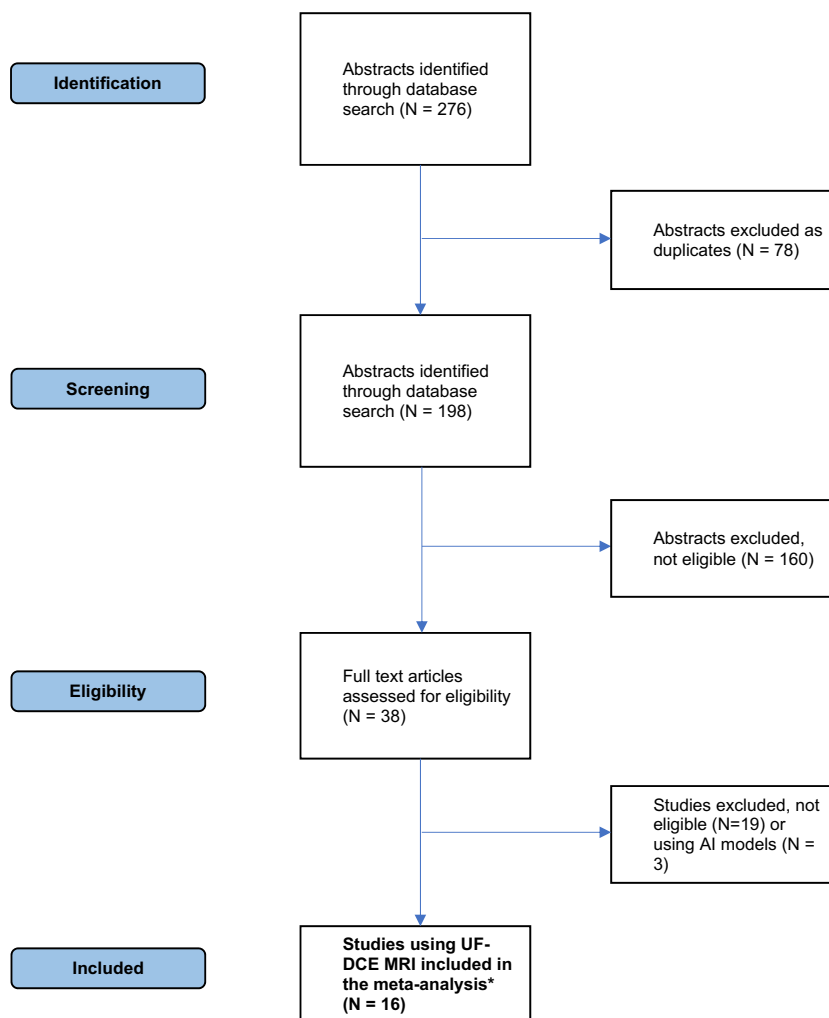 Identification
Abstracts identified
through database
search (N = 276)
Abstracts excluded as
duplicates (N = 78)
Screening
Abstracts identified
through database
search (N = 198)
Abstracts excluded,
not eligible (N = 160)
Eligibility
Full text articles
assessed for eligibility
(N = 38)
Studies excluded, not
eligible (N=19) or
using AI models (N =
3)
Included
Studies using UF-
DCE MRI included in
the meta-analysis*
(N = 16)